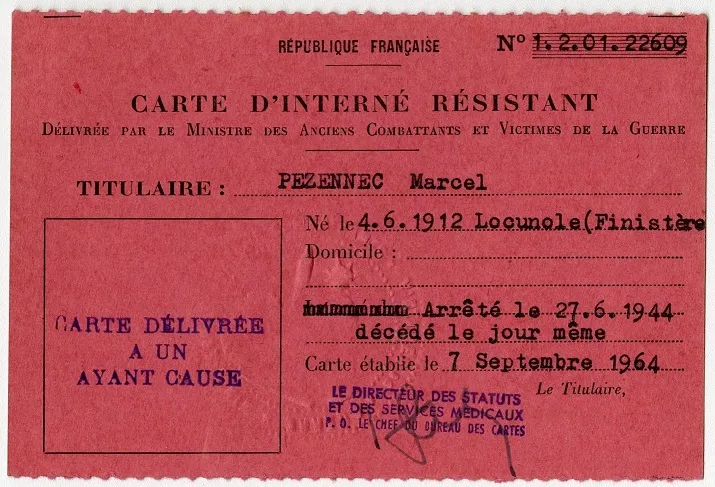 RÉPUBLIQUE FRANÇAISE
N° 1.2.01.22609
CARTE D'INTERNÉ RÉSISTANT
DÉLIVRÉE PAR LE MINISTRE DES ANCIENS COMBATTANTS ET VICTIMES DE LA GUERRE
TITULAIRE : PEZENNEC Marcel
Né le 4.6.1912 Locunole(Finistère
Domicile :
Arrêté le 27.6.1944
décédé le jour même
Carte établie le 7 Septembre 1964
Le Titulaire,
CARTE DÉLIVRÉE
A UN
AYANT CAUSE
LE DIRECTEUR DES STATUTS
ET DES SERVICES MÉDICAUX
P. O. LE CHEF DU BUREAU DES CARTES